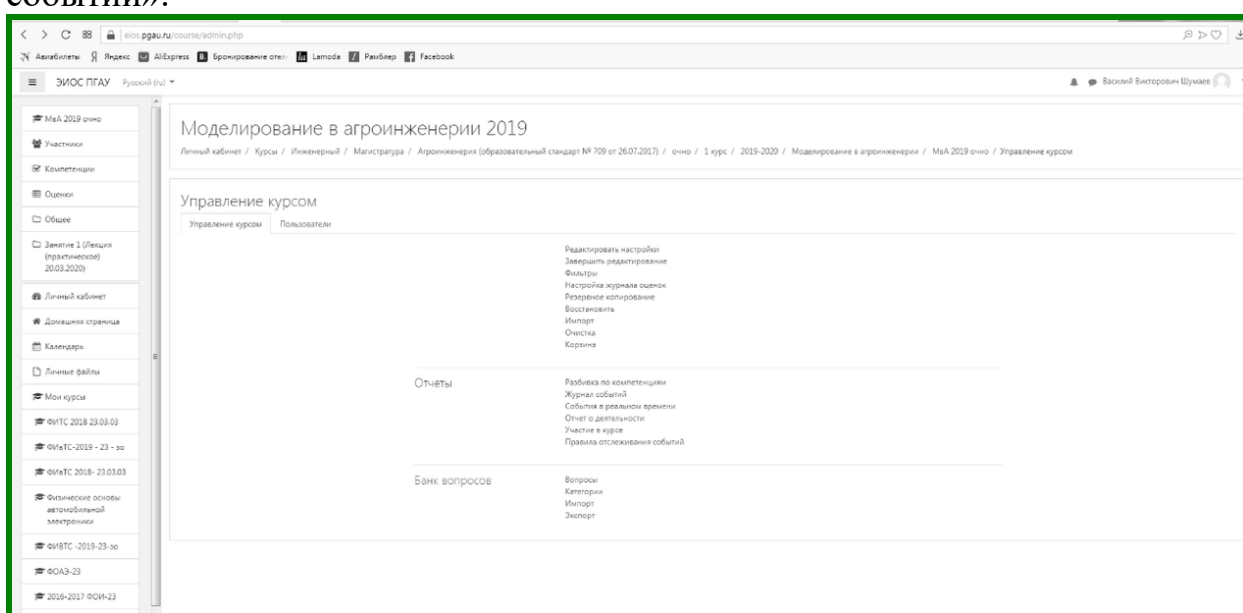 событий».
eios.pgau.ru/course/admin.php
Авиабилеты Яндекс AliExpress Бронирование отеле Lamoda Рамблер Facebook
ЭИОС ПГАУ Русский (ru)
Василий Викторович Шумаев
МвА 2019 очно
Участники
Компетенции
Оценки
Общее
Занятие 1 (Лекция
(практическое)
20.03.2020)
Личный кабинет
Домашняя страница
Календарь
Личные файлы
Мои курсы
ФИТС 2018 23.03.03
ФИвТС-2019 - 23 - зо
ФИвТС 2018- 23.03.03
Физические основы
автомобильной
электроники
ФИВТС -2019-23-зо
ФОАЭ-23
2016-2017 ФОИ-23
Моделирование в агроинженерии 2019
Личный кабинет / Курсы / Инженерный / Магистратура / Агроинженерия (образовательный стандарт № 709 от 26.07.2017) / очно / 1 курс / 2019-2020 / Моделирование в агроинженерии / МвА 2019 очно / Управление курсом
Управление курсом
Управление курсом Пользователи
Редактировать настройки
Завершить редактирование
Фильтры
Настройка журнала оценок
Резервное копирование
Восстановить
Импорт
Очистка
Корзина
Отчеты
Разбивка по компетенциям
Журнал событий
События в реальном времени
Отчет о деятельности
Участие в курсе
Правила отслеживания событий
Банк вопросов
Вопросы
Категории
Импорт
Экспорт